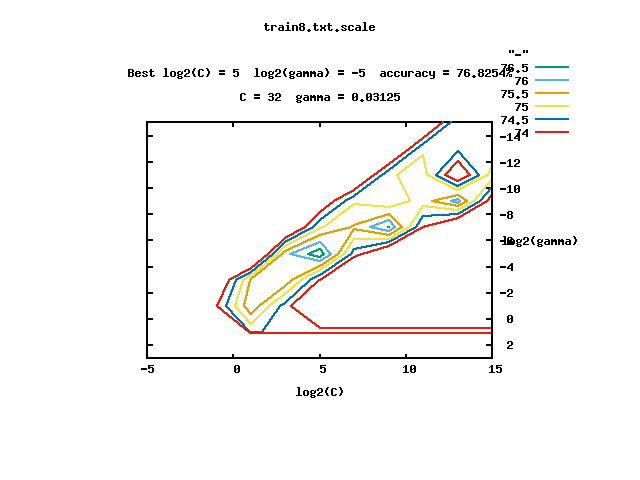 train8.txt.scale
"-"
Best log2(C) = 5  log2(gamma) = -5  accuracy = 76.8254%
76.5
76
75.5
75
74.5
74
C = 32  gamma = 0.03125
-14
-12
-10
-8
-6
log2(gamma)
-4
-2
0
2
-5 0 5 10 15
log2(C)